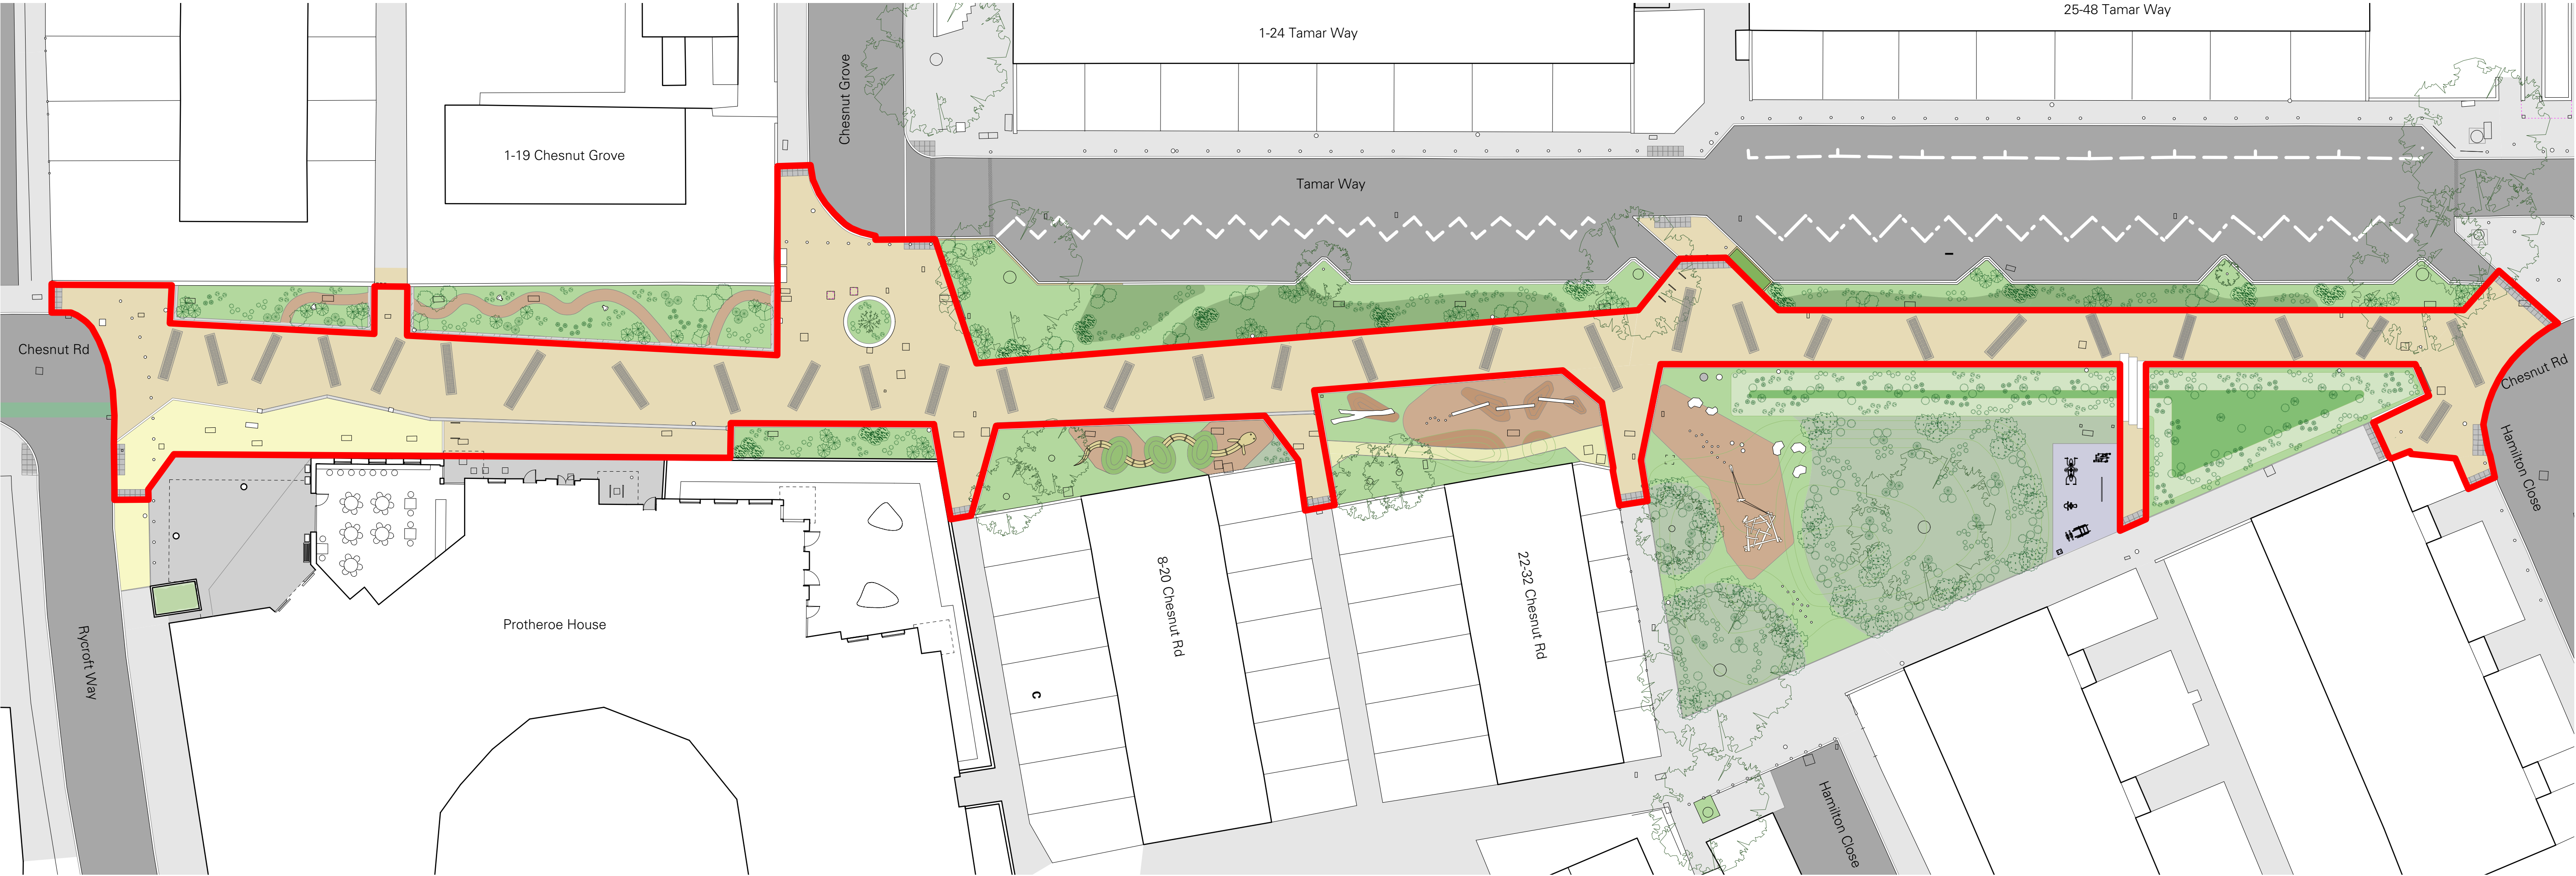 25-48 Tamar Way
1-24 Tamar Way
Chesnut Grove
1-19 Chesnut Grove
Tamar Way
Chesnut Rd
Chesnut Rd
Hamilton Close
8-20 Chesnut Rd
22-32 Chesnut Rd
Protheroe House
Rycroft Way
C
Hamilton Close